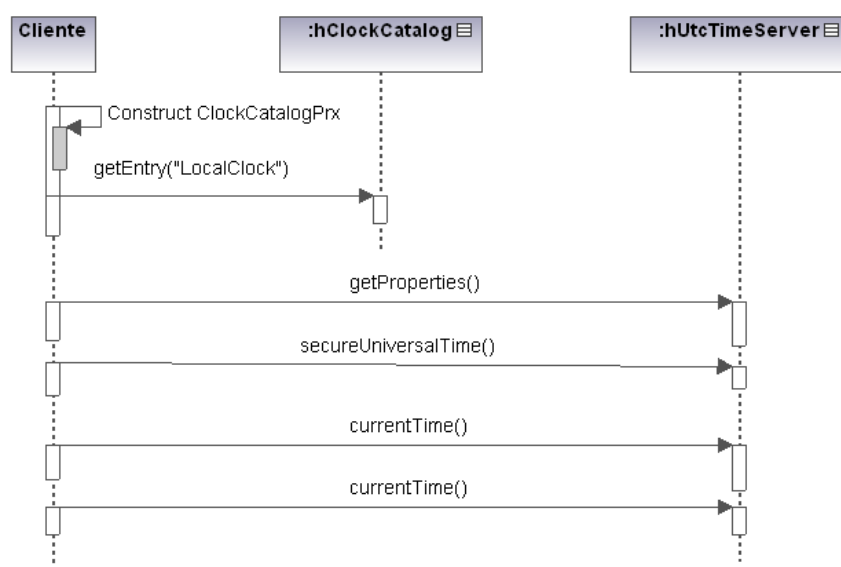 Cliente
:hClockCatalog
:hUtcTimeServer
Construct ClockCatalogPrx
getEntry("LocalClock")
getProperties()
secureUniversalTime()
currentTime()
currentTime()